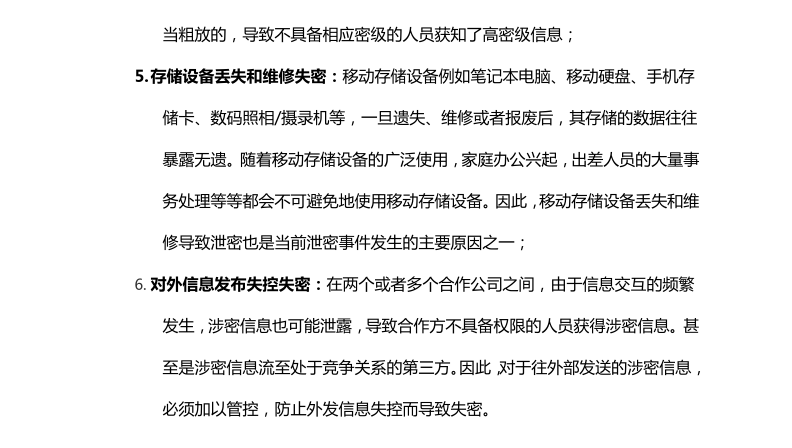 当粗放的，导致不具备相应密级的人员获知了高密级信息；
5.存储设备丢失和维修失密：移动存储设备例如笔记本电脑、移动硬盘、手机存
储卡、数码照相/摄录机等，一旦遗失、维修或者报废后，其存储的数据往往
暴露无遗。随着移动存储设备的广泛使用，家庭办公兴起，出差人员的大量事
务处理等等都会不可避免地使用移动存储设备。因此，移动存储设备丢失和维
修导致泄密也是当前泄密事件发生的主要原因之一；
6. 对外信息发布失控失密：在两个或者多个合作公司之间，由于信息交互的频繁
发生，涉密信息也可能泄露，导致合作方不具备权限的人员获得涉密信息。甚
至是涉密信息流至处于竞争关系的第三方。因此，对于往外部发送的涉密信息，
必须加以管控，防止外发信息失控而导致失密。